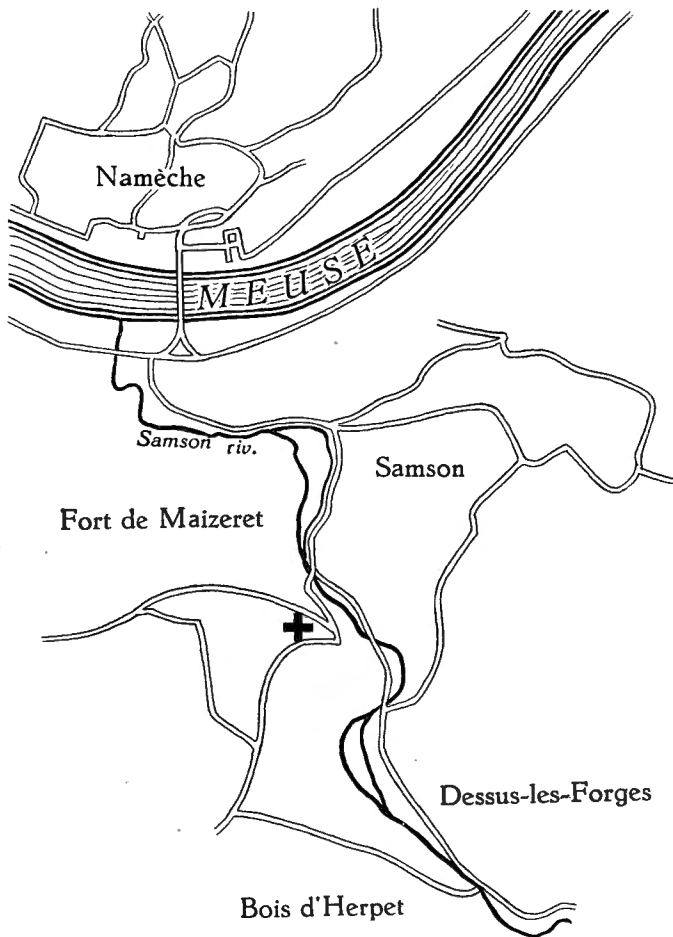 Namèche
MEUSE
Samson riv.
Samson
Fort de Maizeret
Dessus-les-Forges
Bois d'Herpet